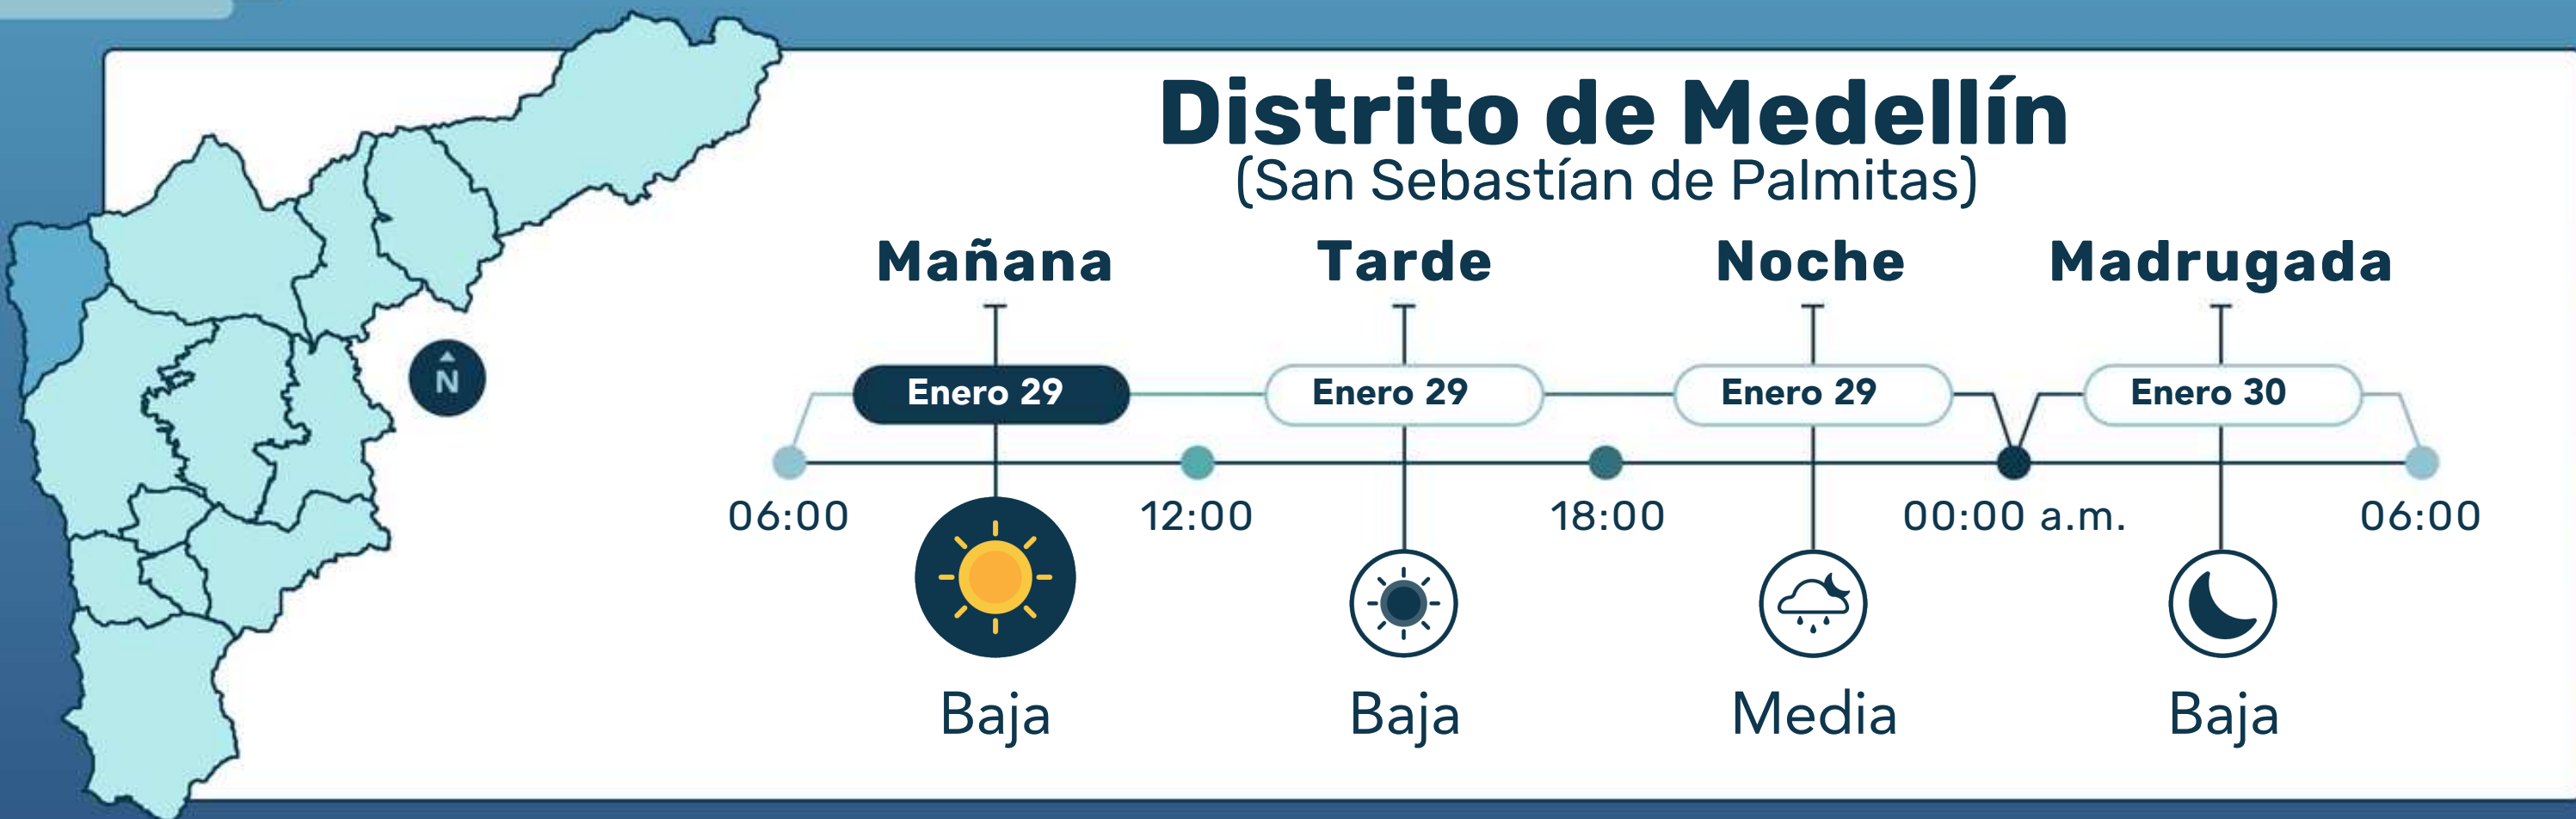 Distrito de Medellín
(San Sebastían de Palmitas)
Mañana Tarde Noche Madrugada
N
Enero 29 Enero 29 Enero 29 Enero 30
06:00 12:00 18:00 00:00 a.m. 06:00
Baja Baja Media Baja